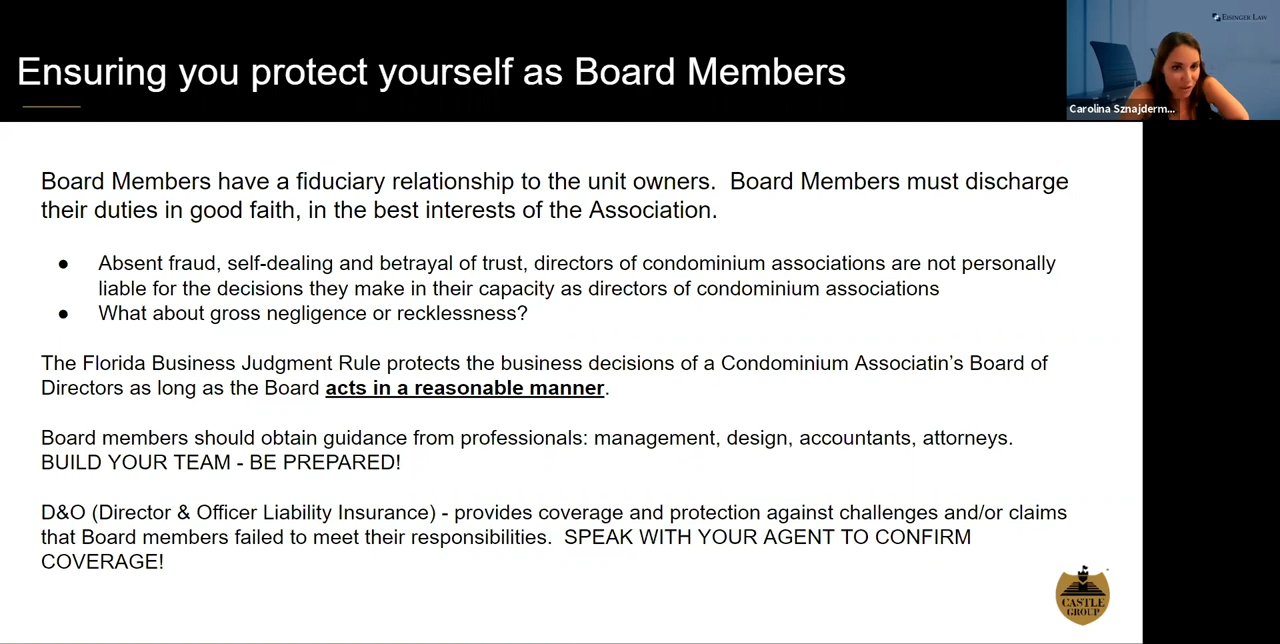 Ensuring you protect yourself as Board Members
EISINGER LAW
Carolina Sznajderm...
Board Members have a fiduciary relationship to the unit owners.  Board Members must discharge
their duties in good faith, in the best interests of the Association.
● Absent fraud, self-dealing and betrayal of trust, directors of condominium associations are not personally
liable for the decisions they make in their capacity as directors of condominium associations
● What about gross negligence or recklessness?
The Florida Business Judgment Rule protects the business decisions of a Condominium Associatin's Board of
Directors as long as the Board acts in a reasonable manner.
Board members should obtain guidance from professionals: management, design, accountants, attorneys.
BUILD YOUR TEAM - BE PREPARED!
D&O (Director & Officer Liability Insurance) - provides coverage and protection against challenges and/or claims
that Board members failed to meet their responsibilities.  SPEAK WITH YOUR AGENT TO CONFIRM
COVERAGE!
CASTLE
GROUP